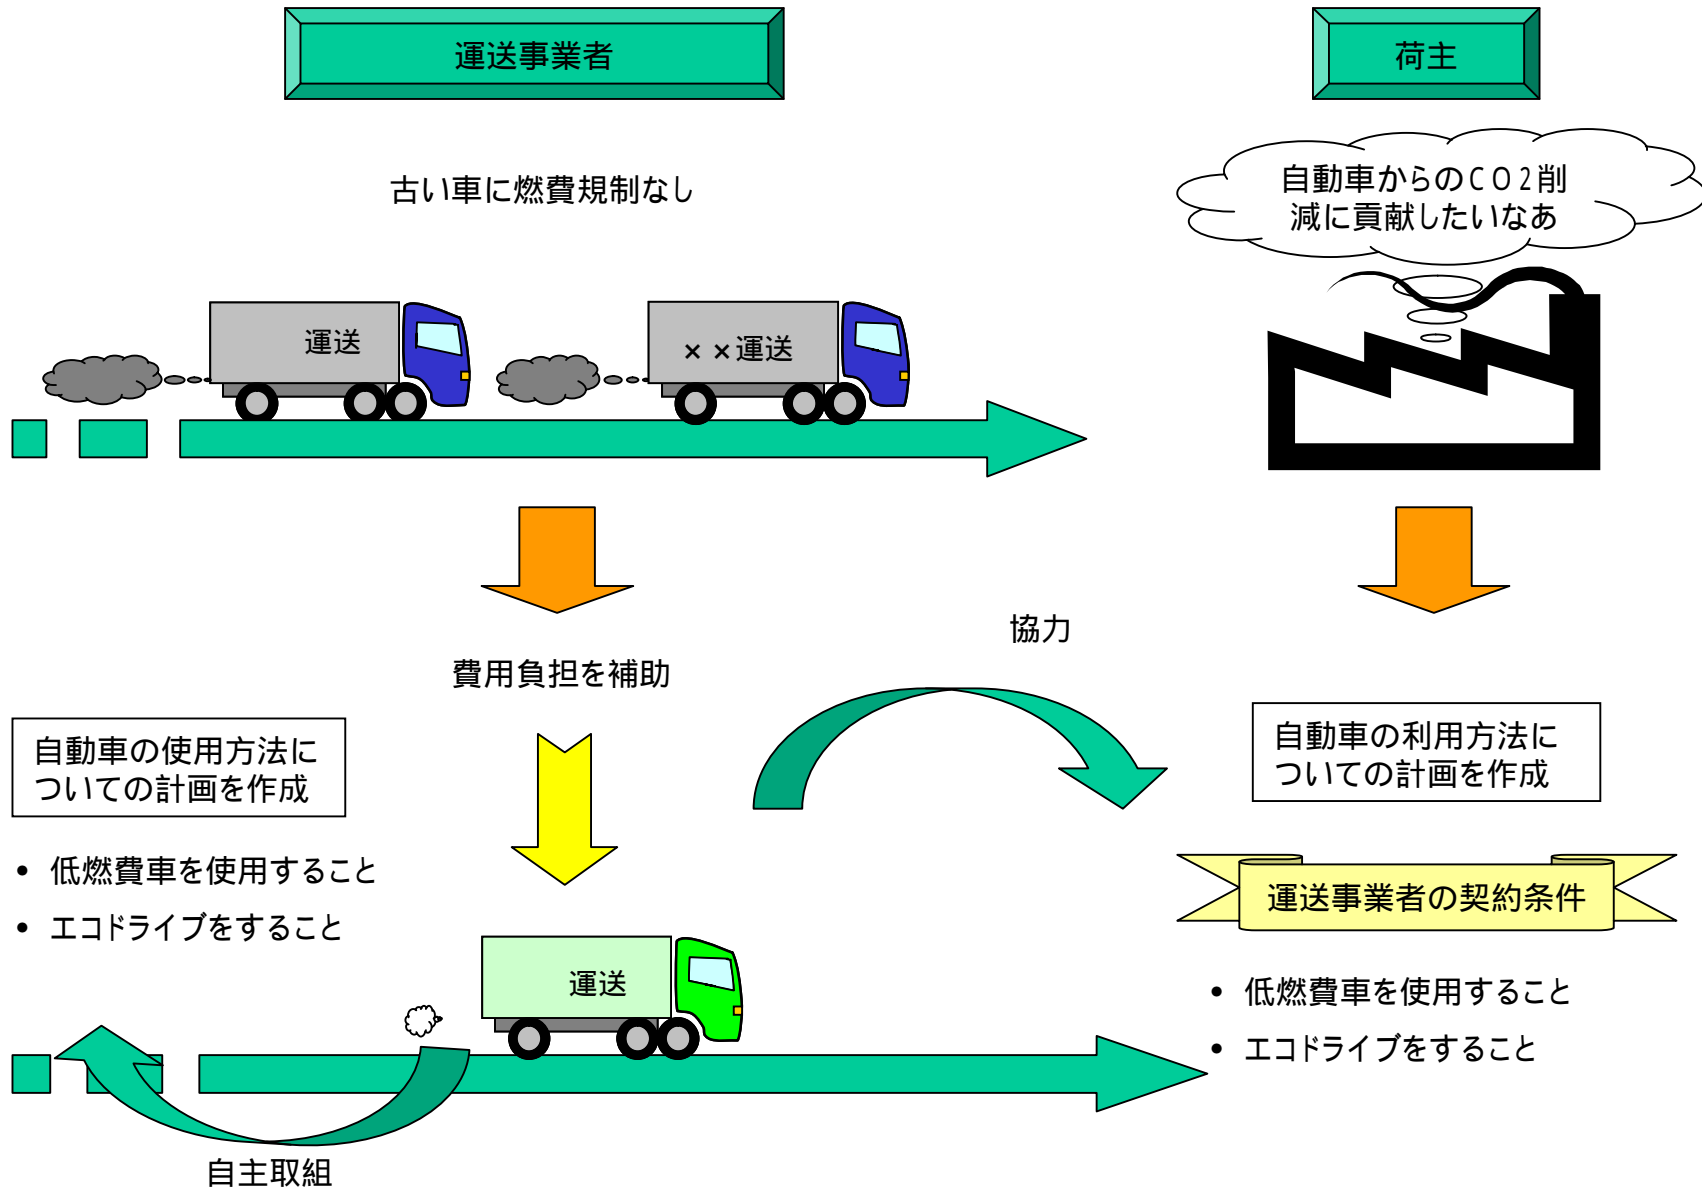 運送事業者
荷主
古い車に燃費規制なし
自動車からのCO2削
減に貢献したいなあ
運送
××運送
協力
費用負担を補助
自動車の使用方法に
ついての計画を作成
自動車の利用方法に
ついての計画を作成
• 低燃費車を使用すること
• エコドライブをすること
運送事業者の契約条件
運送
• 低燃費車を使用すること
• エコドライブをすること
自主取組